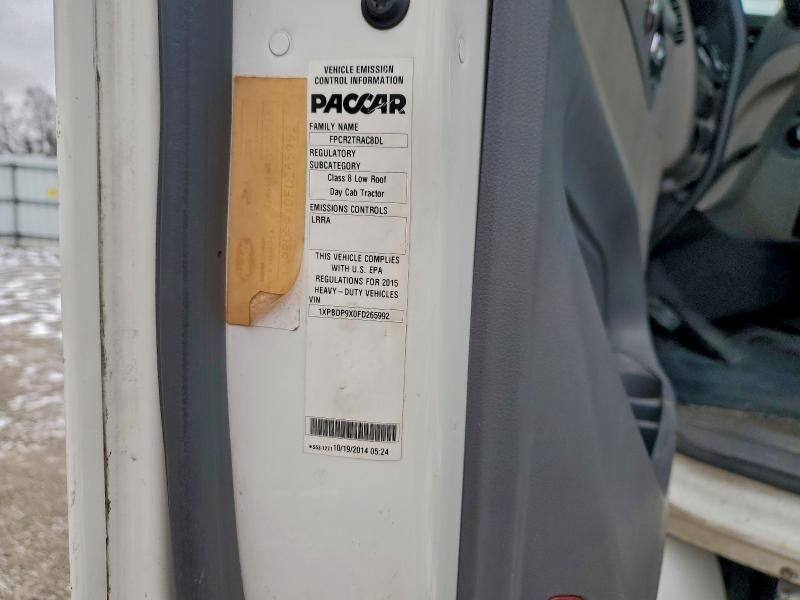 VEHICLE EMISSION
CONTROL INFORMATION
PACCAR
FAMILY NAME
FPCR2TRAC8DL
REGULATORY
SUBCATEGORY
Class 8 Low Roof
Day Cab Tractor
EMISSIONS CONTROLS
LRRA
THIS VEHICLE COMPLIES
WITH U.S. EPA
REGULATIONS FOR 2015
HEAVY-DUTY VEHICLES
VIN
1XPBDP9X0FD265992
10/19/2014 05:24